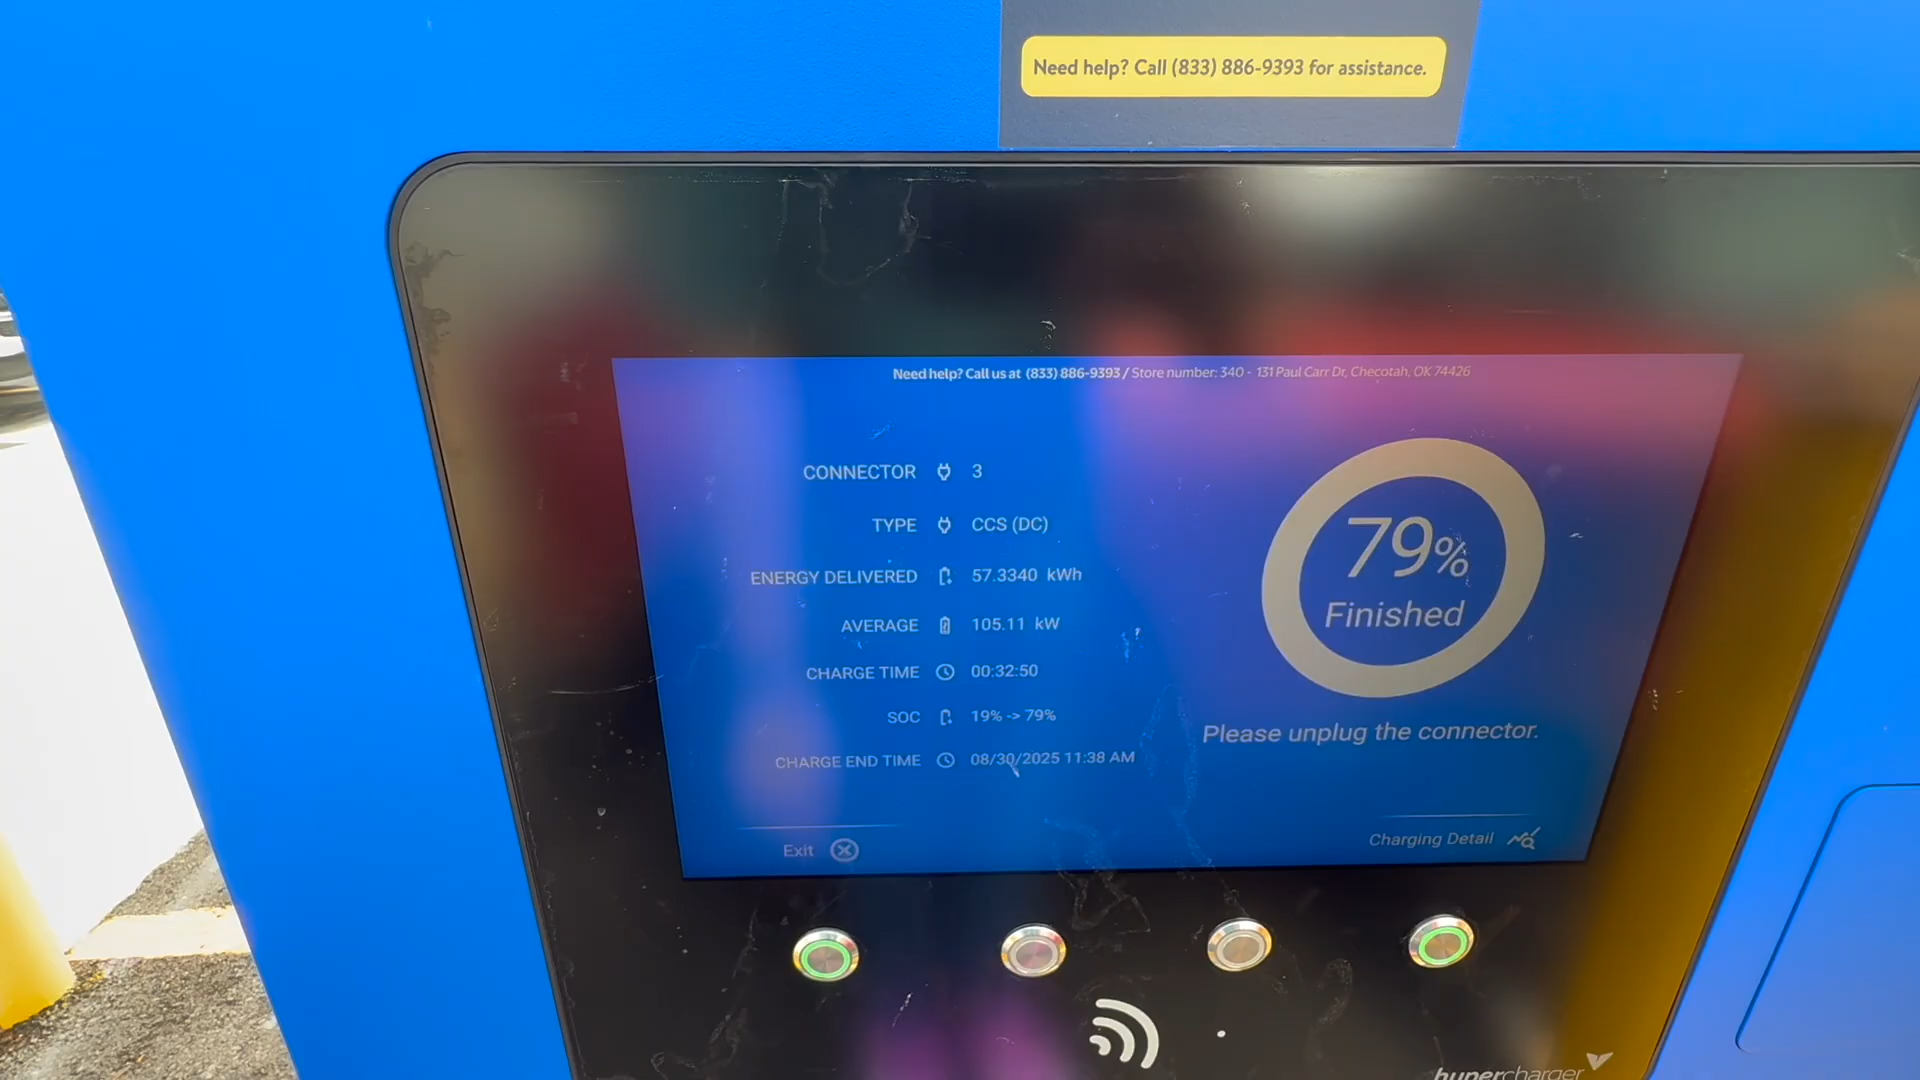 Need help? Call (833) 886-9393 for assistance.
Need help? Call us at (833) 886-9393 / Store number: 340 - 131 Paul Carr Dr, Checotah, OK 74426
CONNECTOR 3
TYPE CCS (DC)
ENERGY DELIVERED 57.3340 kWh
AVERAGE 105.11 kW
CHARGE TIME 00:32:50
SOC 19% -> 79%
CHARGE END TIME 08/30/2025 11:38 AM
79%
Finished
Please unplug the connector.
Exit
Charging Detail
hypercharger